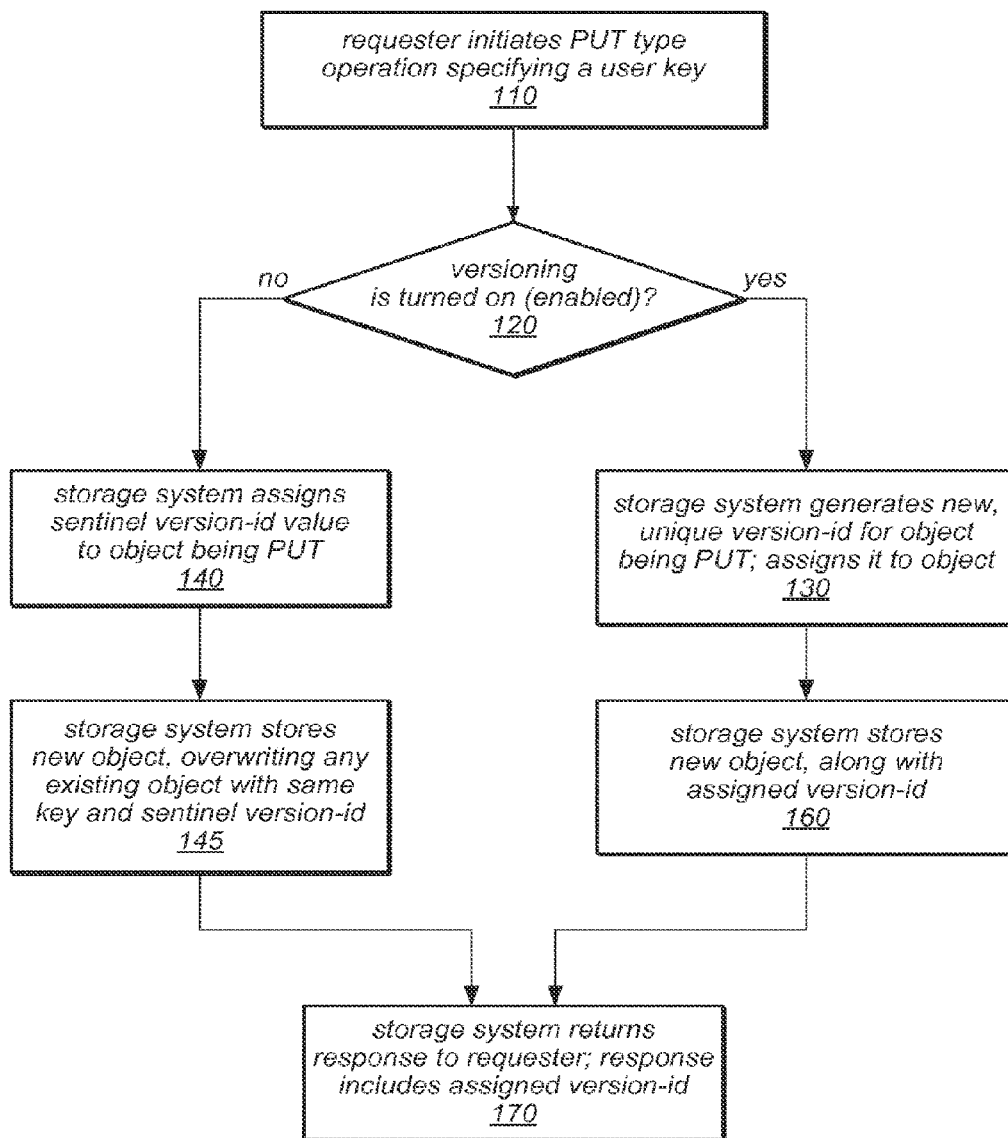 requester initiates PUT type
operation specifying a user key
110
no
versioning
is turned on (enabled)?
120
yes
storage system assigns
sentinel version-id value
to object being PUT
140
storage system generates new,
unique version-id for object
being PUT; assigns it to object
130
storage system stores
new object, overwriting any
existing object with same
key and sentinel version-id
145
storage system stores
new object, along with
assigned version-id
160
storage system returns
response to requester; response
includes assigned version-id
170